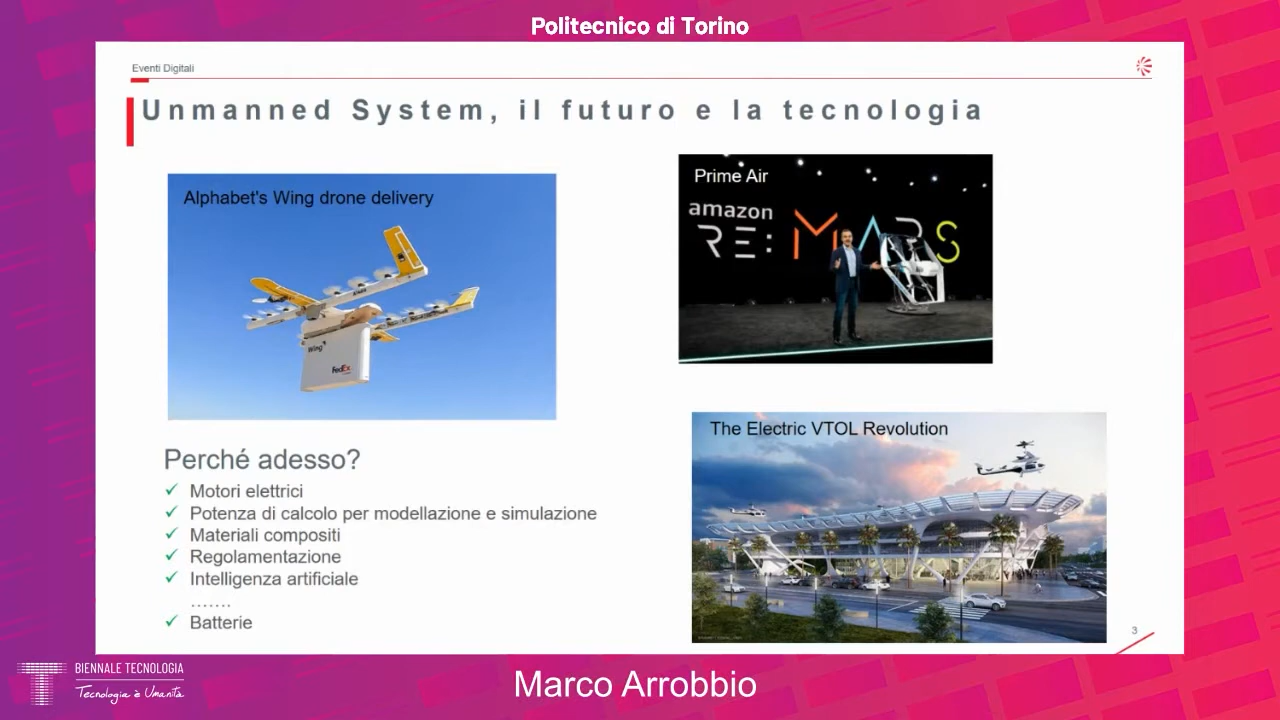 Politecnico di Torino
Eventi Digitali
Unmanned System, il futuro e la tecnologia
Alphabet's Wing drone delivery
Wing
FedEx
Prime Air
amazon
RE:MARS
Perché adesso?
Motori elettrici
Potenza di calcolo per modellazione e simulazione
Materiali compositi
Regolamentazione
Intelligenza artificiale
.......
Batterie
The Electric VTOL Revolution
3
BIENNALE TECNOLOGIA
Tecnologia è Umanità
Marco Arrobbio